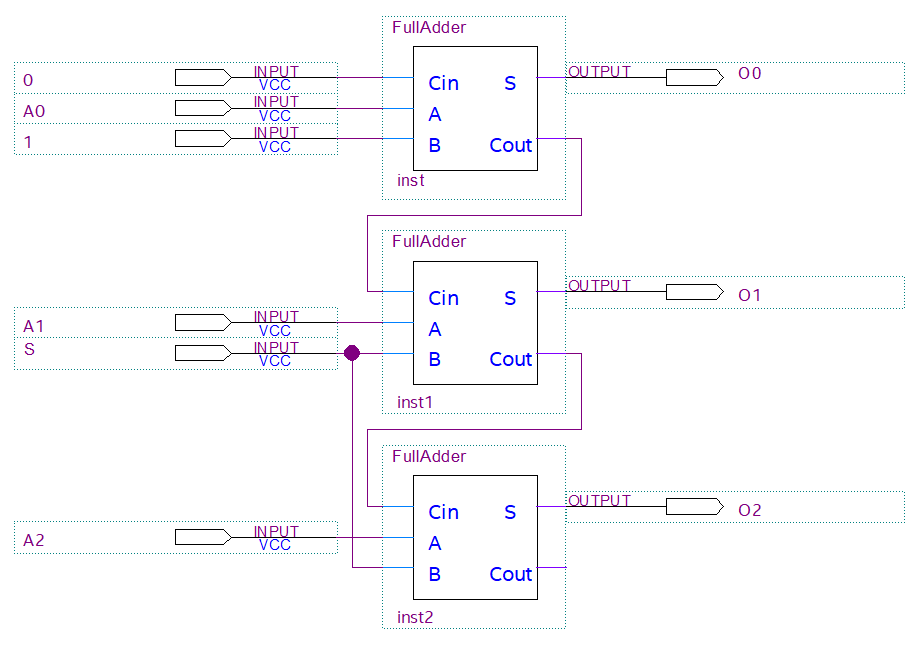 FullAdder
0
INPUT
VCC
Cin
S
OUTPUT
O0
A0
INPUT
VCC
A
1
INPUT
VCC
B
Cout
inst
FullAdder
Cin
S
OUTPUT
O1
A1
INPUT
VCC
A
S
INPUT
VCC
B
Cout
inst1
FullAdder
Cin
S
OUTPUT
O2
A2
INPUT
VCC
A
B
Cout
inst2